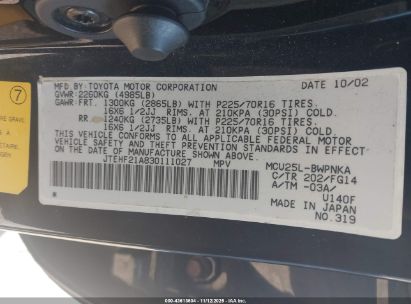 7
MFD.BY:TOYOTA MOTOR CORPORATION DATE 10/02
GVWR 2260KG (4985LB)
GAWR FRT. 1300KG (2865LB) WITH P225/70R16 TIRES.
16X6 1/2JJ RIMS. AT 210KPA (30PSI) COLD
RR. 1240KG (2735LB) WITH P225/70R16 TIRES.
16X6 1/2JJ RIMS. AT 210KPA (30PSI) COLD
THIS VEHICLE CONFORMS TO ALL APPLICABLE FEDERAL MOTOR
VEHICLE SAFETY AND BUMPER STANDARDS IN EFFECT ON THE
DATE OF MANUFACTURE SHOWN ABOVE.
JTEHF21A830111027 MPV MCU25L-BWPNKA
C/TR 202/FG14
A/TM -03A/
U140F
MADE IN JAPAN
NO.319